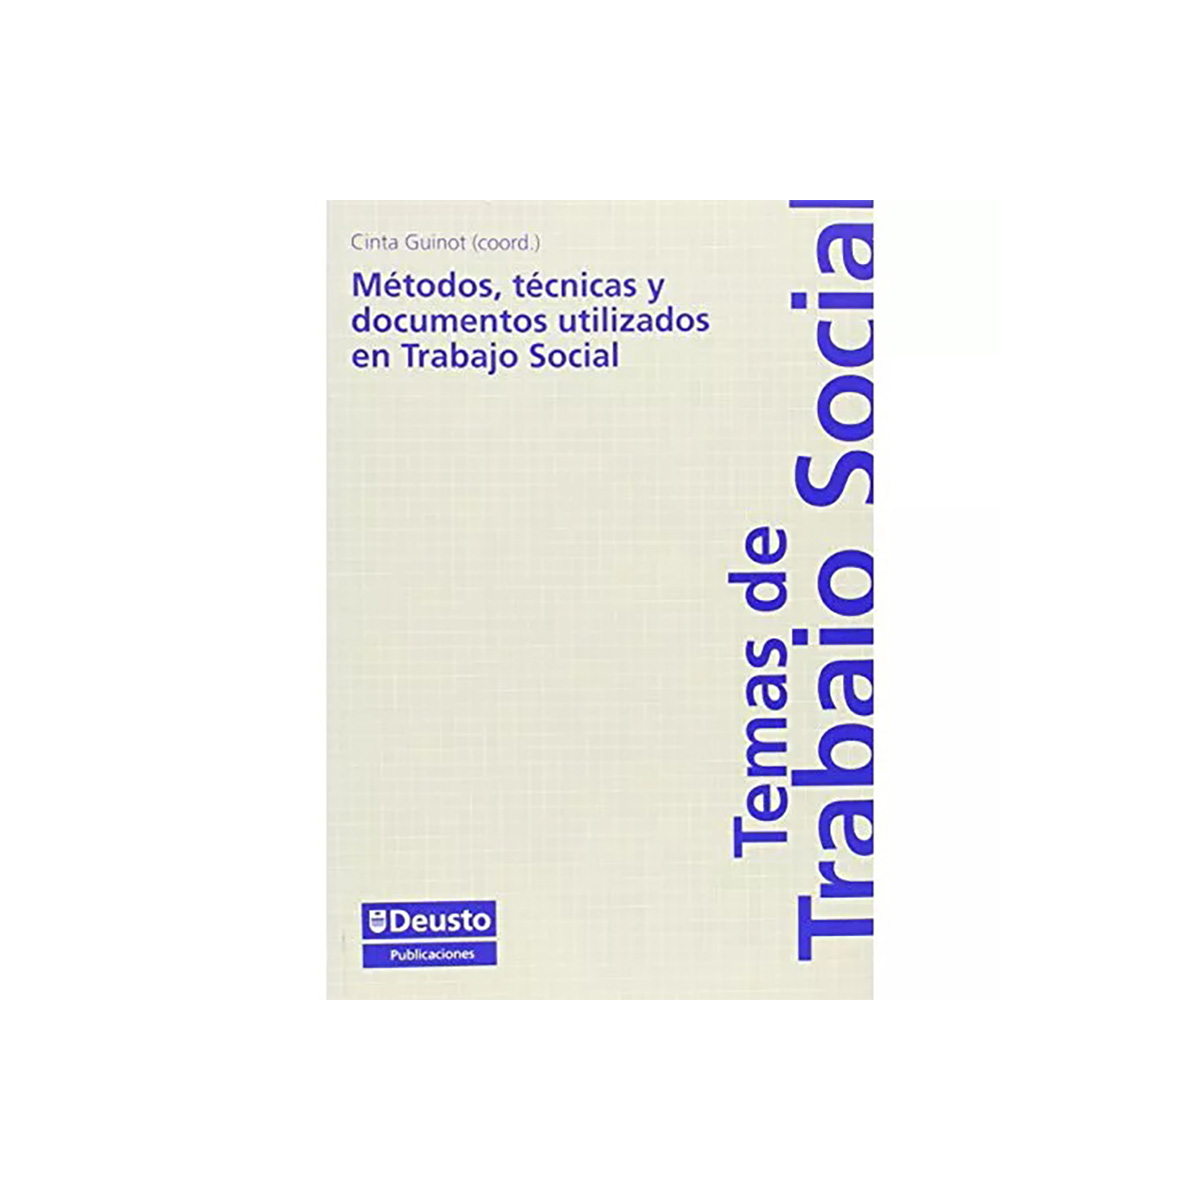 Cinta Guinot (coord.)
Métodos, técnicas y
documentos utilizados
en Trabajo Social
Temas de
Trabajo Social
Deusto
Publicaciones